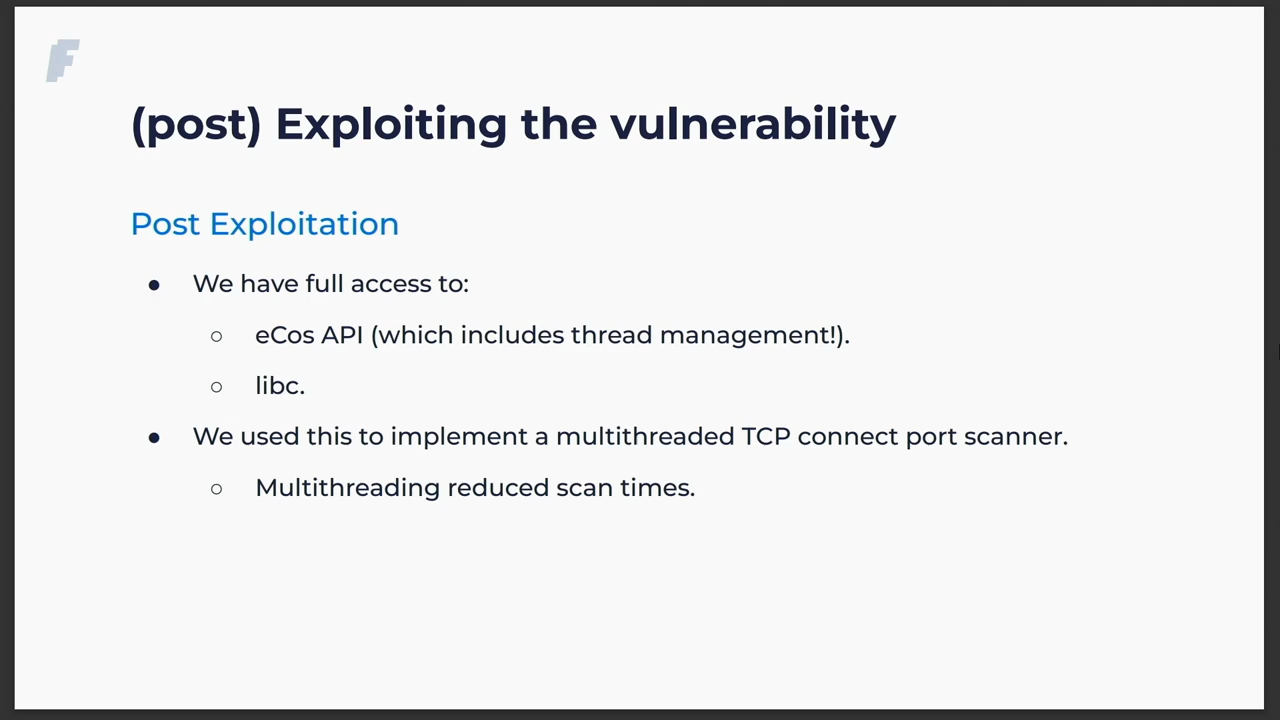 F
(post) Exploiting the vulnerability
Post Exploitation
● We have full access to:
○ eCos API (which includes thread management!).
○ libc.
● We used this to implement a multithreaded TCP connect port scanner.
○ Multithreading reduced scan times.